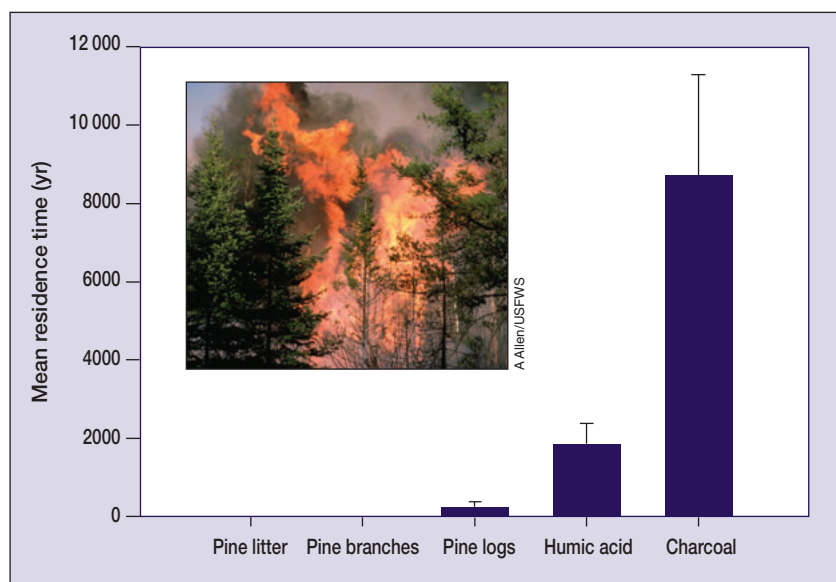 12 000
10 000
8000
6000
4000
2000
0
Mean residence time (yr)
A Allen/USFWS
Pine litter Pine branches Pine logs Humic acid Charcoal